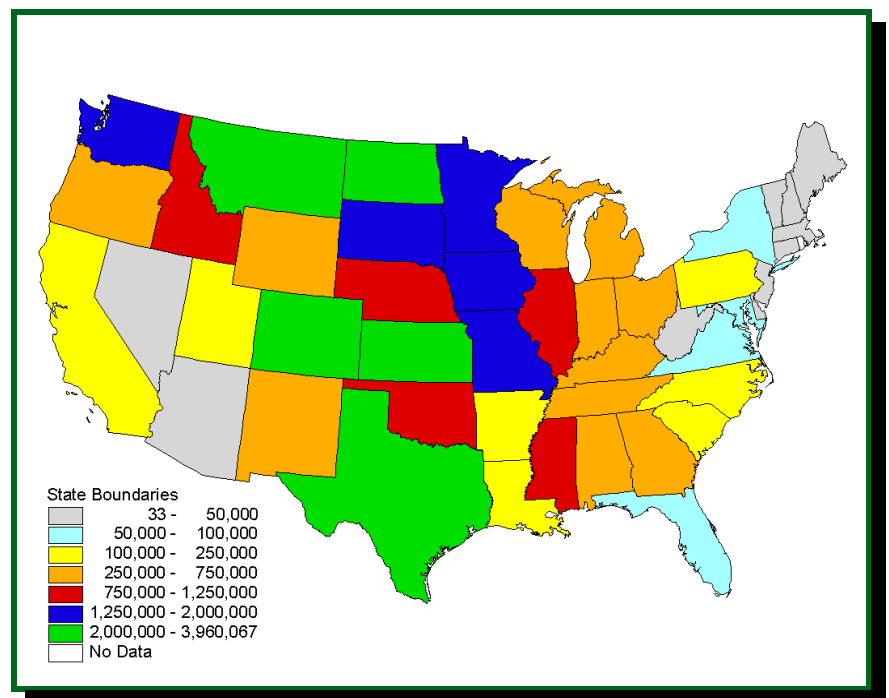 State Boundaries
33 - 50,000
50,000 - 100,000
100,000 - 250,000
250,000 - 750,000
750,000 - 1,250,000
1,250,000 - 2,000,000
2,000,000 - 3,960,067
No Data